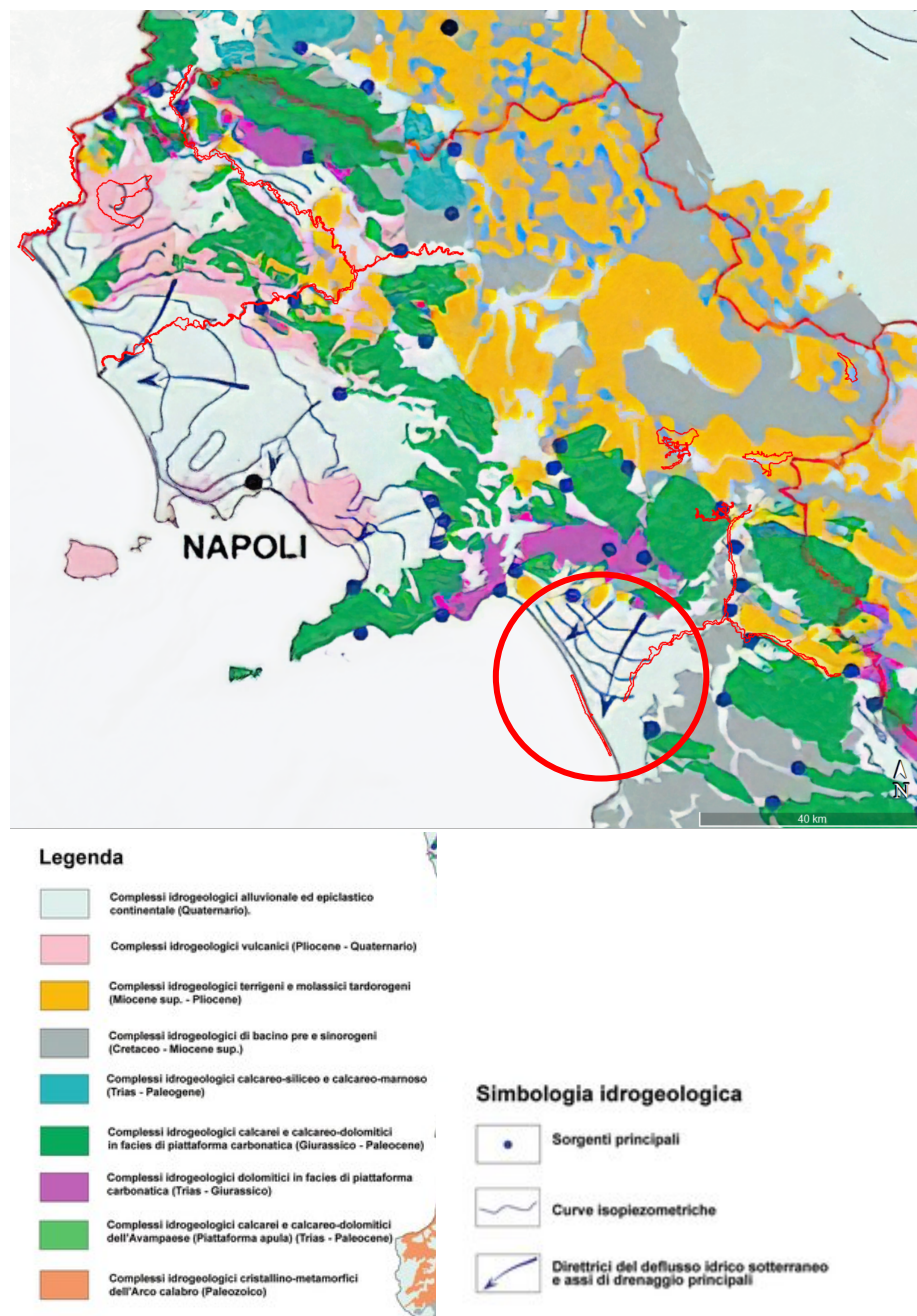 NAPOLI
N
40 km
Legenda
Complessi idrogeologici alluvionale ed epiclastico
continentale (Quaternario).
Complessi idrogeologici vulcanici (Pliocene - Quaternario)
Complessi idrogeologici terrigeni e molassici tardorogeni
(Miocene sup. - Pliocene)
Complessi idrogeologici di bacino pre e sinorogeni
(Cretaceo - Miocene sup.)
Complessi idrogeologici calcareo-siliceo e calcareo-marnoso
(Trias - Paleogene)
Complessi idrogeologici calcarei e calcareo-dolomitici
in facies di piattaforma carbonatica (Giurassico - Paleocene)
Complessi idrogeologici dolomitici in facies di piattaforma
carbonatica (Trias - Giurassico)
Complessi idrogeologici calcarei e calcareo-dolomitici
dell'Avampaese (Piattaforma apula) (Trias - Paleocene)
Complessi idrogeologici cristallino-metamorfici
dell'Arco calabro (Paleozoico)
Simbologia idrogeologica
Sorgenti principali
Curve isopiezometriche
Direttrici del deflusso idrico sotterraneo
e assi di drenaggio principali